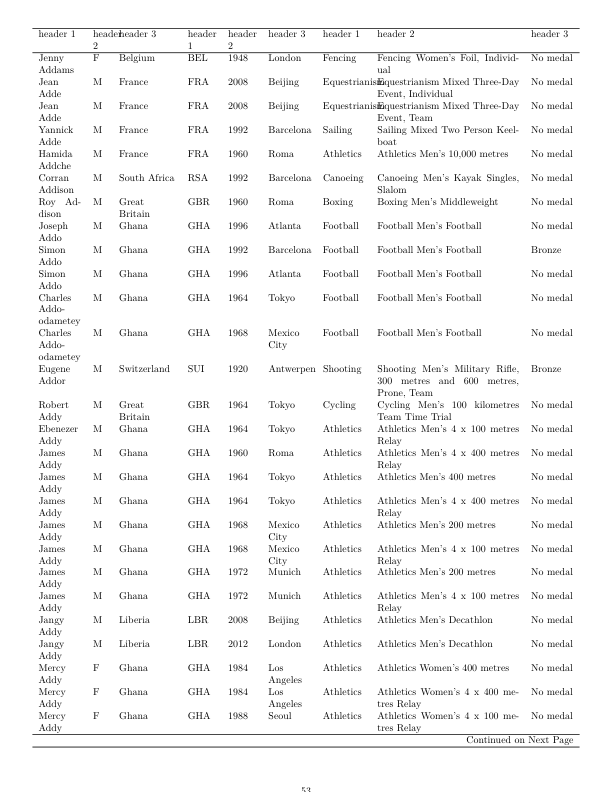 header 1 header 2 header 3 header 1 header 2 header 3 header 1 header 2 header 3
Jenny Addams F Belgium BEL 1948 London Fencing Fencing Women's Foil, Individual No medal
Jean Adde M France FRA 2008 Beijing Equestrianism Equestrianism Mixed Three-Day Event, Individual No medal
Jean Adde M France FRA 2008 Beijing Equestrianism Equestrianism Mixed Three-Day Event, Team No medal
Yannick Adde M France FRA 1992 Barcelona Sailing Sailing Mixed Two Person Keelboat No medal
Hamida Addche M France FRA 1960 Roma Athletics Athletics Men's 10,000 metres No medal
Corran Addison M South Africa RSA 1992 Barcelona Canoeing Canoeing Men's Kayak Singles, Slalom No medal
Roy Addison M Great Britain GBR 1960 Roma Boxing Boxing Men's Middleweight No medal
Joseph Addo M Ghana GHA 1996 Atlanta Football Football Men's Football No medal
Simon Addo M Ghana GHA 1992 Barcelona Football Football Men's Football Bronze
Simon Addo M Ghana GHA 1996 Atlanta Football Football Men's Football No medal
Charles Addo-odametey M Ghana GHA 1964 Tokyo Football Football Men's Football No medal
Charles Addo-odametey M Ghana GHA 1968 Mexico City Football Football Men's Football No medal
Eugene Addor M Switzerland SUI 1920 Antwerpen Shooting Shooting Men's Military Rifle, 300 metres and 600 metres, Prone, Team Bronze
Robert Addy M Great Britain GBR 1964 Tokyo Cycling Cycling Men's 100 kilometres Team Time Trial No medal
Ebenezer Addy M Ghana GHA 1964 Tokyo Athletics Athletics Men's 4 x 100 metres Relay No medal
James Addy M Ghana GHA 1960 Roma Athletics Athletics Men's 4 x 400 metres Relay No medal
James Addy M Ghana GHA 1964 Tokyo Athletics Athletics Men's 400 metres No medal
James Addy M Ghana GHA 1964 Tokyo Athletics Athletics Men's 4 x 400 metres Relay No medal
James Addy M Ghana GHA 1968 Mexico City Athletics Athletics Men's 200 metres No medal
James Addy M Ghana GHA 1968 Mexico City Athletics Athletics Men's 4 x 100 metres Relay No medal
James Addy M Ghana GHA 1972 Munich Athletics Athletics Men's 200 metres No medal
James Addy M Ghana GHA 1972 Munich Athletics Athletics Men's 4 x 100 metres Relay No medal
Jangy Addy M Liberia LBR 2008 Beijing Athletics Athletics Men's Decathlon No medal
Jangy Addy M Liberia LBR 2012 London Athletics Athletics Men's Decathlon No medal
Mercy Addy F Ghana GHA 1984 Los Angeles Athletics Athletics Women's 400 metres No medal
Mercy Addy F Ghana GHA 1984 Los Angeles Athletics Athletics Women's 4 x 400 metres Relay No medal
Mercy Addy F Ghana GHA 1988 Seoul Athletics Athletics Women's 4 x 100 metres Relay No medal
Continued on Next Page
53